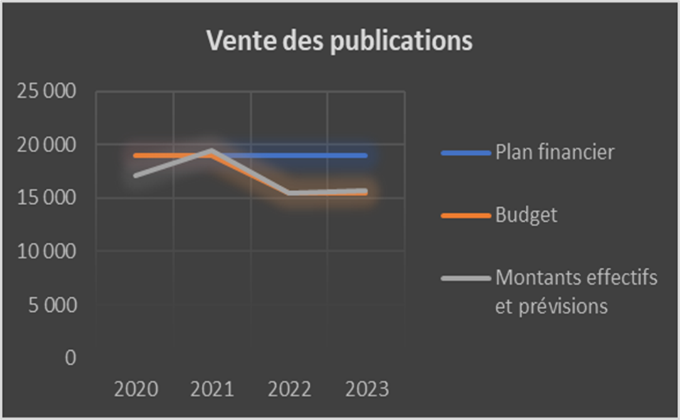 Vente des publications
25 000
20 000
15 000
10 000
5 000
0
2020 2021 2022 2023
Plan financier
Budget
Montants effectifs
et prévisions